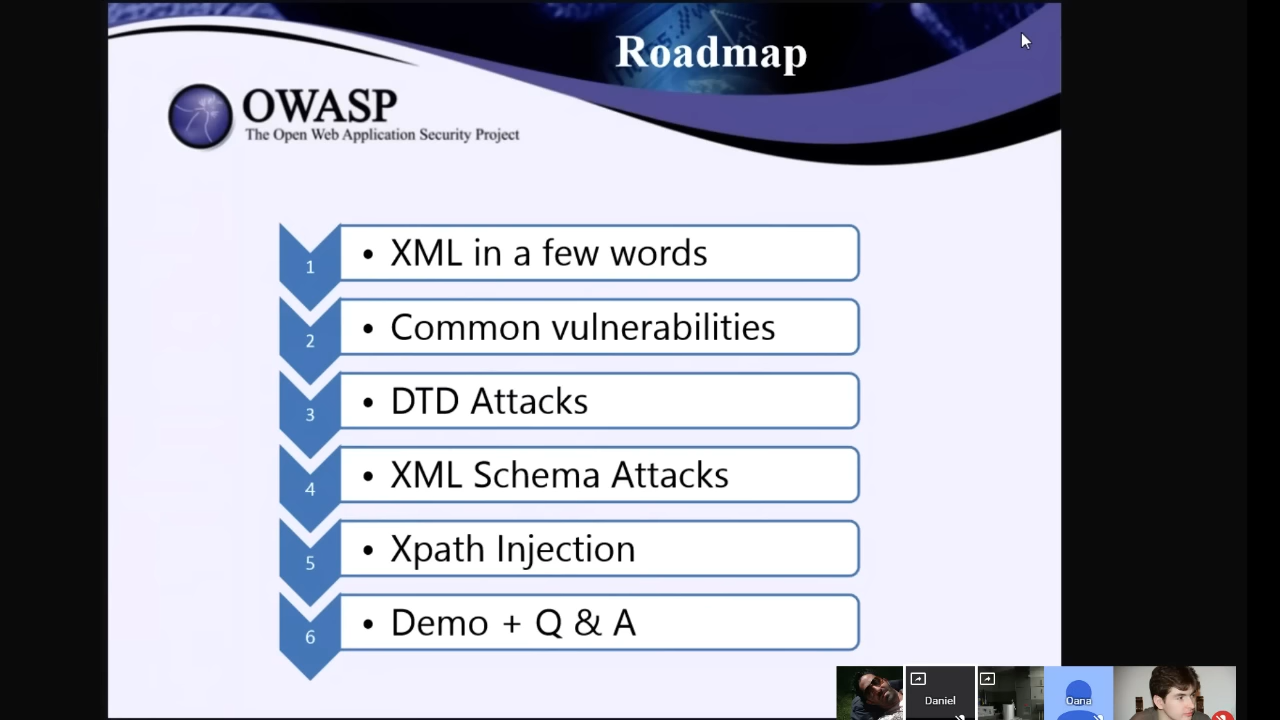 Roadmap
OWASP
The Open Web Application Security Project
1
• XML in a few words
2
• Common vulnerabilities
3
• DTD Attacks
4
• XML Schema Attacks
5
• Xpath Injection
6
• Demo + Q & A
Daniel
Oana